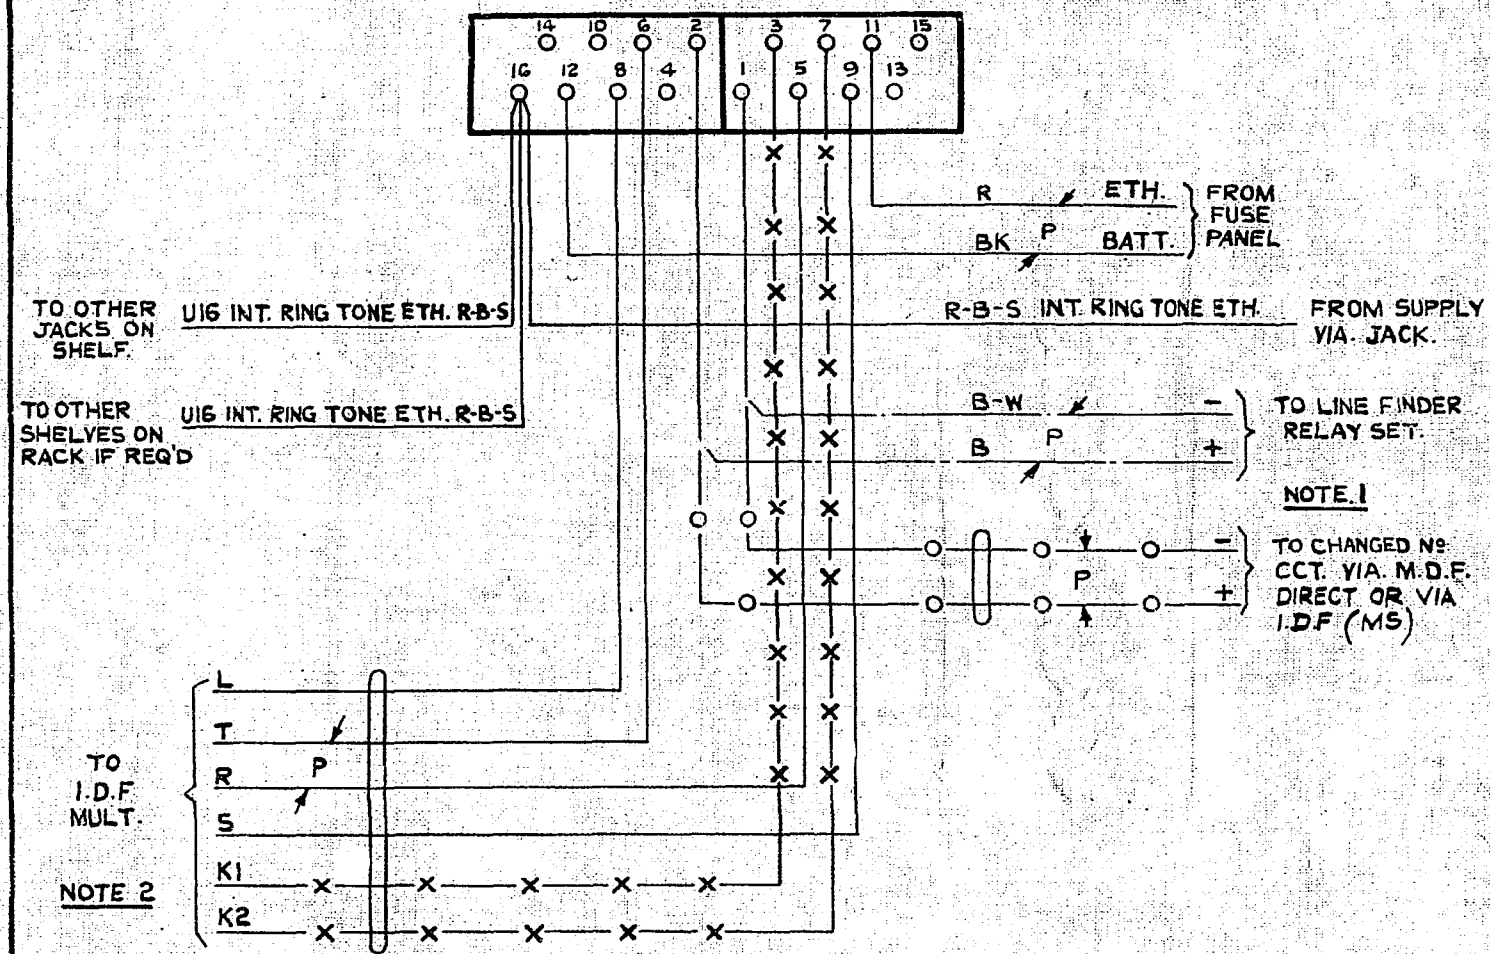 14 10 6 2 3 7 11 15
16 12 8 4 1 5 9 13
R ETH.
P
BK BATT.
FROM
FUSE
PANEL
TO OTHER
JACKS ON
SHELF.
U16 INT. RING TONE ETH. R-B-S
R-B-S INT. RING TONE ETH.
FROM SUPPLY
VIA. JACK.
TO OTHER
SHELVES ON
RACK IF REQ'D
U16 INT. RING TONE ETH. R-B-S
B-W -
P
B +
TO LINE FINDER
RELAY SET.
NOTE.1
-
P
+
TO CHANGED Nº
CCT. VIA. M.D.F.
DIRECT OR VIA
I.D.F (MS)
TO
I.D.F
MULT.
NOTE 2
L
T
P
R
S
K1
K2